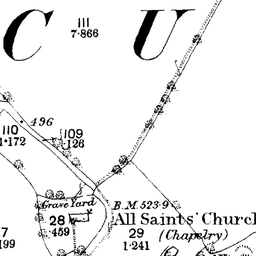 C U
111
7·866
496
110
1·172
109
·126
Grave Yard
B.M. 523·9
28
·459
All Saints' Church
(Chapelry)
29
1·241
7
199